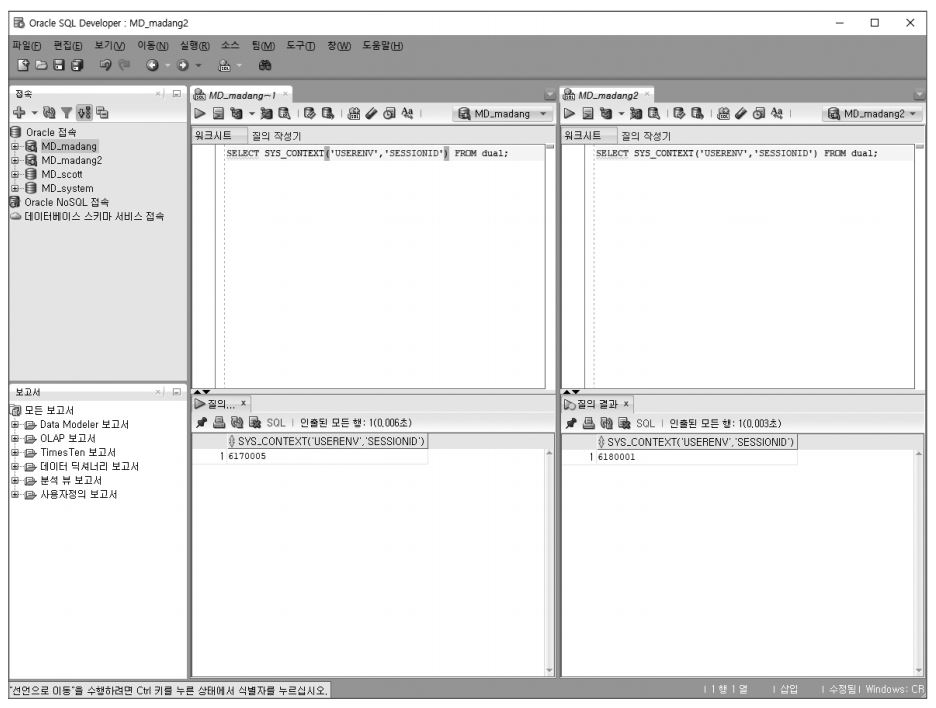 Oracle SQL Developer : MD_madang2
파일(F) 편집(E) 보기(V) 이동(N) 실행(R) 소스 팀(M) 도구(T) 창(W) 도움말(H)
접속
Oracle 접속
MD_madang
MD_madang2
MD_scott
MD_system
Oracle NoSQL 접속
데이터베이스 스키마 서비스 접속
보고서
모든 보고서
Data Modeler 보고서
OLAP 보고서
TimesTen 보고서
데이터 딕셔너리 보고서
분석 뷰 보고서
사용자정의 보고서
MD_madang~1
MD_madang
워크시트 질의 작성기
SELECT SYS_CONTEXT('USERENV','SESSIONID') FROM dual;
질의...
SQL | 인출된 모든 행: 1(0,006초)
SYS_CONTEXT('USERENV','SESSIONID')
1 6170005
MD_madang2
MD_madang2
워크시트 질의 작성기
SELECT SYS_CONTEXT('USERENV','SESSIONID') FROM dual;
질의 결과
SQL | 인출된 모든 행: 1(0,003초)
SYS_CONTEXT('USERENV','SESSIONID')
1 6180001
"선언으로 이동"을 수행하려면 Ctrl 키를 누른 상태에서 식별자를 누르십시오.
| 1 행 1 열 | 삽입 | 수정됨 | Windows: CR